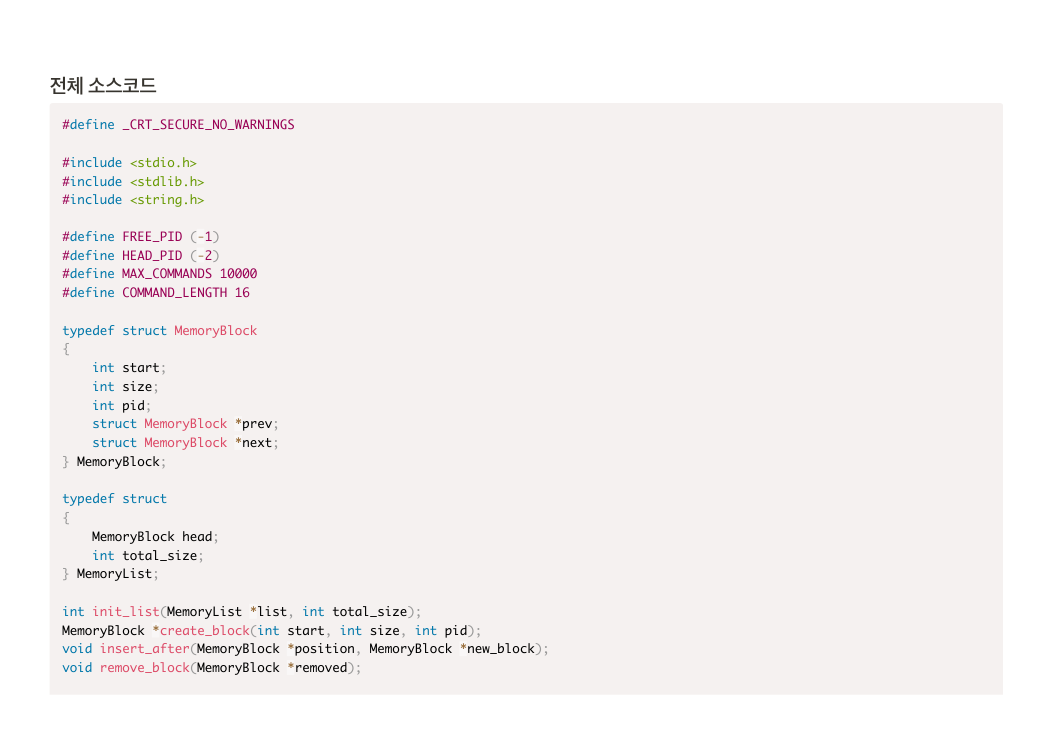 전체 소스코드
#define _CRT_SECURE_NO_WARNINGS
#include <stdio.h>
#include <stdlib.h>
#include <string.h>
#define FREE_PID (-1)
#define HEAD_PID (-2)
#define MAX_COMMANDS 10000
#define COMMAND_LENGTH 16
typedef struct MemoryBlock
{
    int start;
    int size;
    int pid;
    struct MemoryBlock *prev;
    struct MemoryBlock *next;
} MemoryBlock;
typedef struct
{
    MemoryBlock head;
    int total_size;
} MemoryList;
int init_list(MemoryList *list, int total_size);
MemoryBlock *create_block(int start, int size, int pid);
void insert_after(MemoryBlock *position, MemoryBlock *new_block);
void remove_block(MemoryBlock *removed);